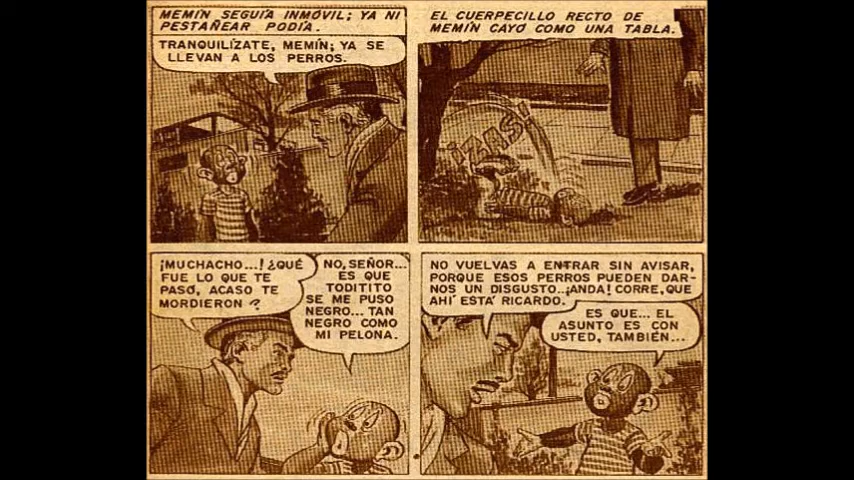 MEMÍN SEGUÍA INMÓVIL; YA NI
PESTAÑEAR PODÍA.
TRANQUILÍZATE, MEMÍN; YA SE
LLEVAN A LOS PERROS.
EL CUERPECILLO RECTO DE
MEMÍN CAYÓ COMO UNA TABLA.
¡ZAS!
¡MUCHACHO...! ¿QUÉ
FUE LO QUE TE
PASÓ, ACASO TE
MORDIERON?
NO, SEÑOR...
ES QUE
TODITITO
SE ME PUSO
NEGRO... TAN
NEGRO COMO
MI PELONA.
NO VUELVAS A ENTRAR SIN AVISAR,
PORQUE ESOS PERROS PUEDEN DAR-
NOS UN DISGUSTO...¡ANDA! CORRE, QUE
AHÍ ESTÁ RICARDO.
ES QUE... EL
ASUNTO ES CON
USTED, TAMBIÉN...